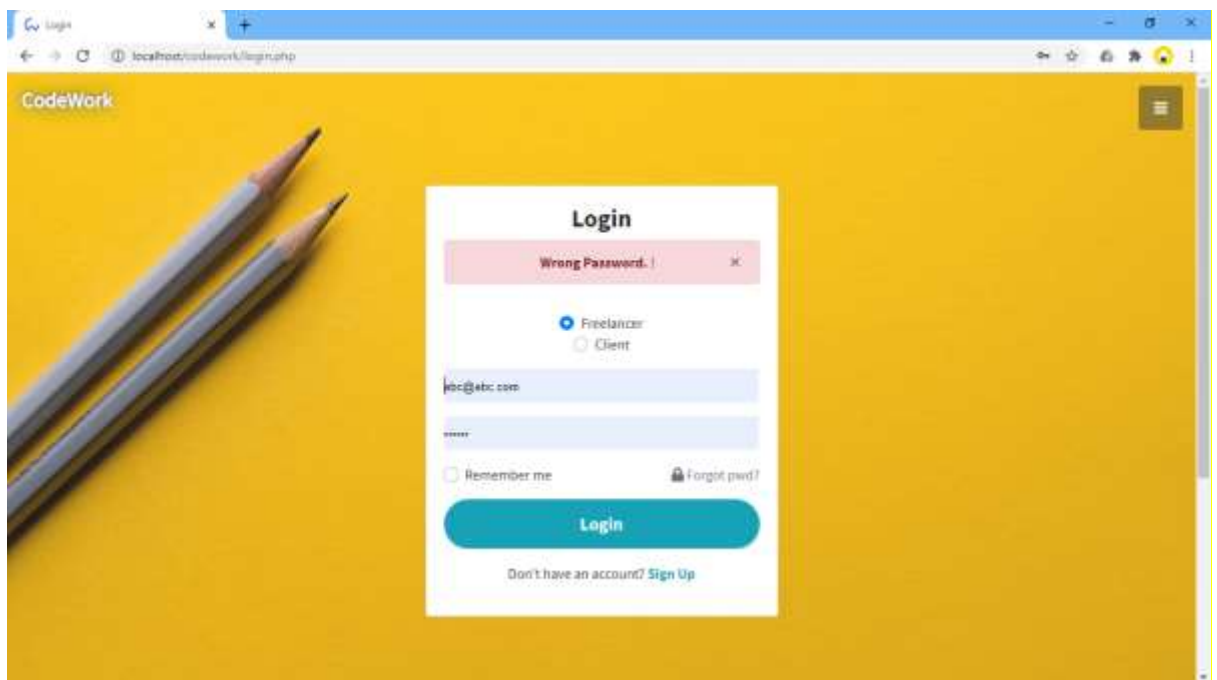 Login
localhost/codework/login.php
CodeWork
Login
Wrong Password. !
Freelancer
Client
abc@abc.com
Remember me
Forgot pwd?
Login
Don't have an account? Sign Up